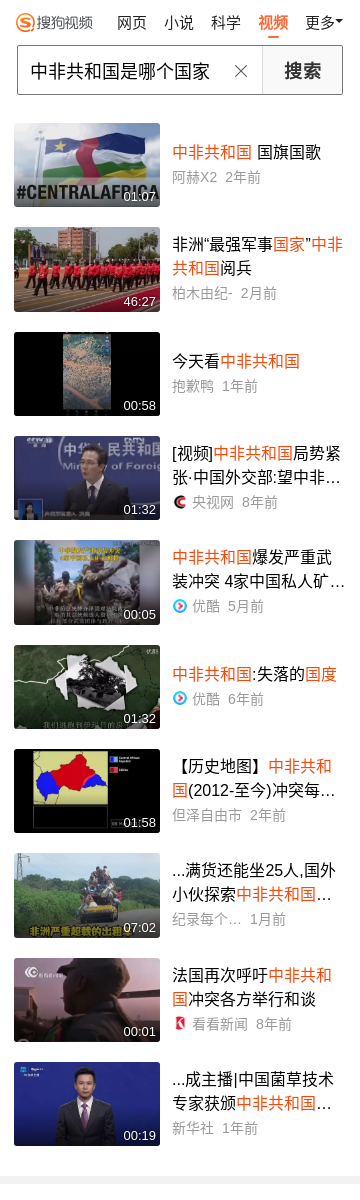 搜狗视频 网页 小说 科学 视频 更多
中非共和国是哪个国家 搜索
#CENTRALAFRICA
01:07
中非共和国 国旗国歌
阿赫X2 2年前
46:27
非洲“最强军事国家”中非
共和国阅兵
柏木由纪- 2月前
00:58
今天看中非共和国
抱歉鸭 1年前
01:32
[视频]中非共和国局势紧
张·中国外交部:望中非…
央视网 8年前
00:05
中非共和国爆发严重武
装冲突 4家中国私人矿…
优酷 5月前
01:32
中非共和国:失落的国度
优酷 6年前
01:58
【历史地图】中非共和
国(2012-至今)冲突每…
但泽自由市 2年前
非洲严重超载的出租车
07:02
...满货还能坐25人,国外
小伙探索中非共和国…
纪录每个… 1月前
00:01
法国再次呼吁中非共和
国冲突各方举行和谈
看看新闻 8年前
00:19
...成主播|中国菌草技术
专家获颁中非共和国…
新华社 1年前